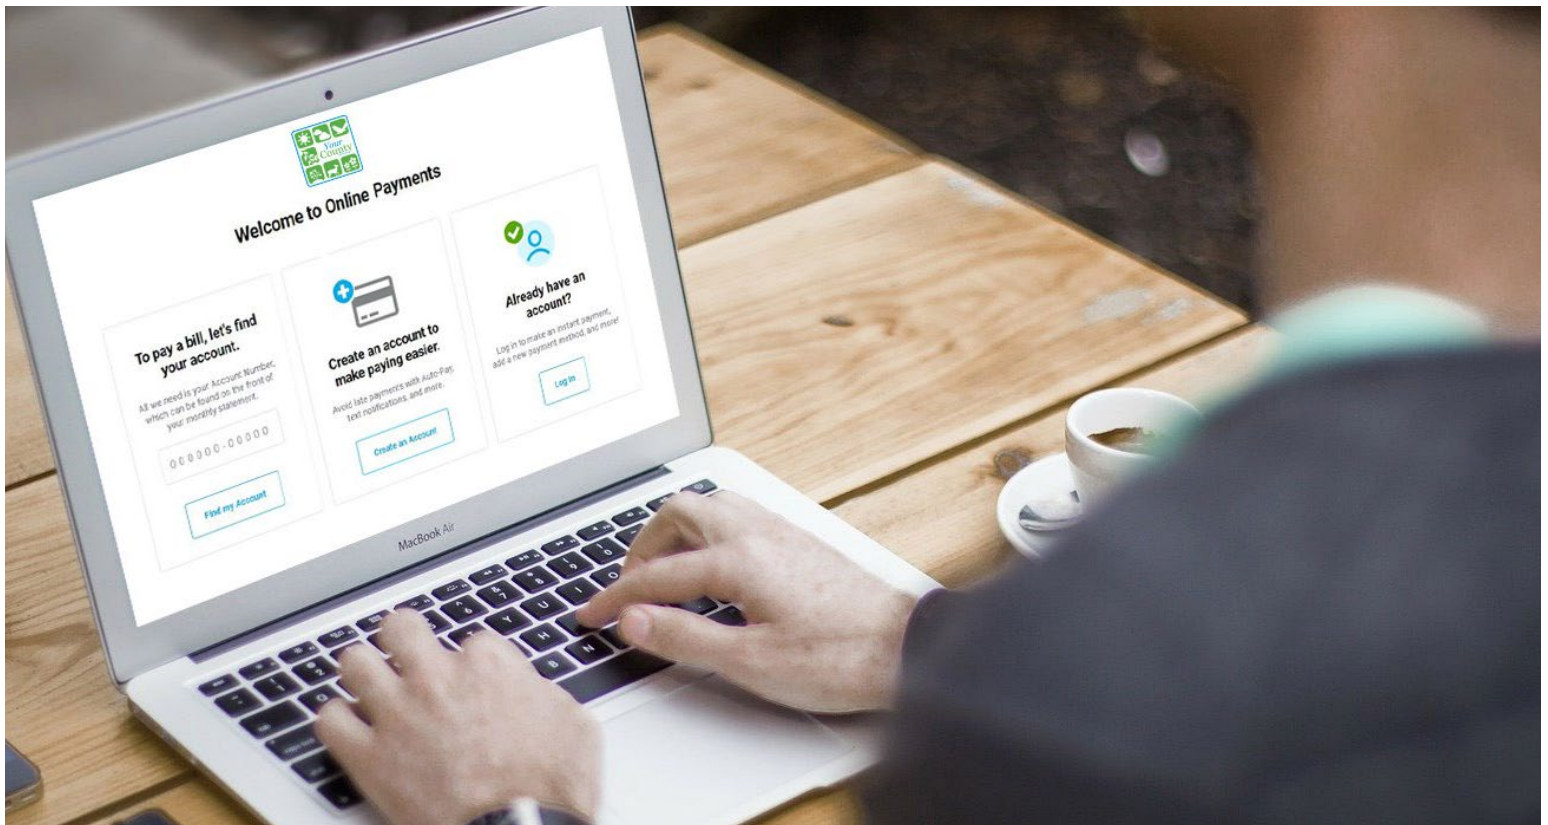 Your
County
Welcome to Online Payments
To pay a bill, let's find
your account.
All we need is your Account Number,
which can be found on the front of
your monthly statement.
000000-00000
Find my Account
Create an account to
make paying easier.
Avoid late payments with Auto-Pay,
text notifications, and more.
Create an Account
Already have an
account?
Log in to make an instant payment,
add a new payment method, and more!
Log In
MacBook Air